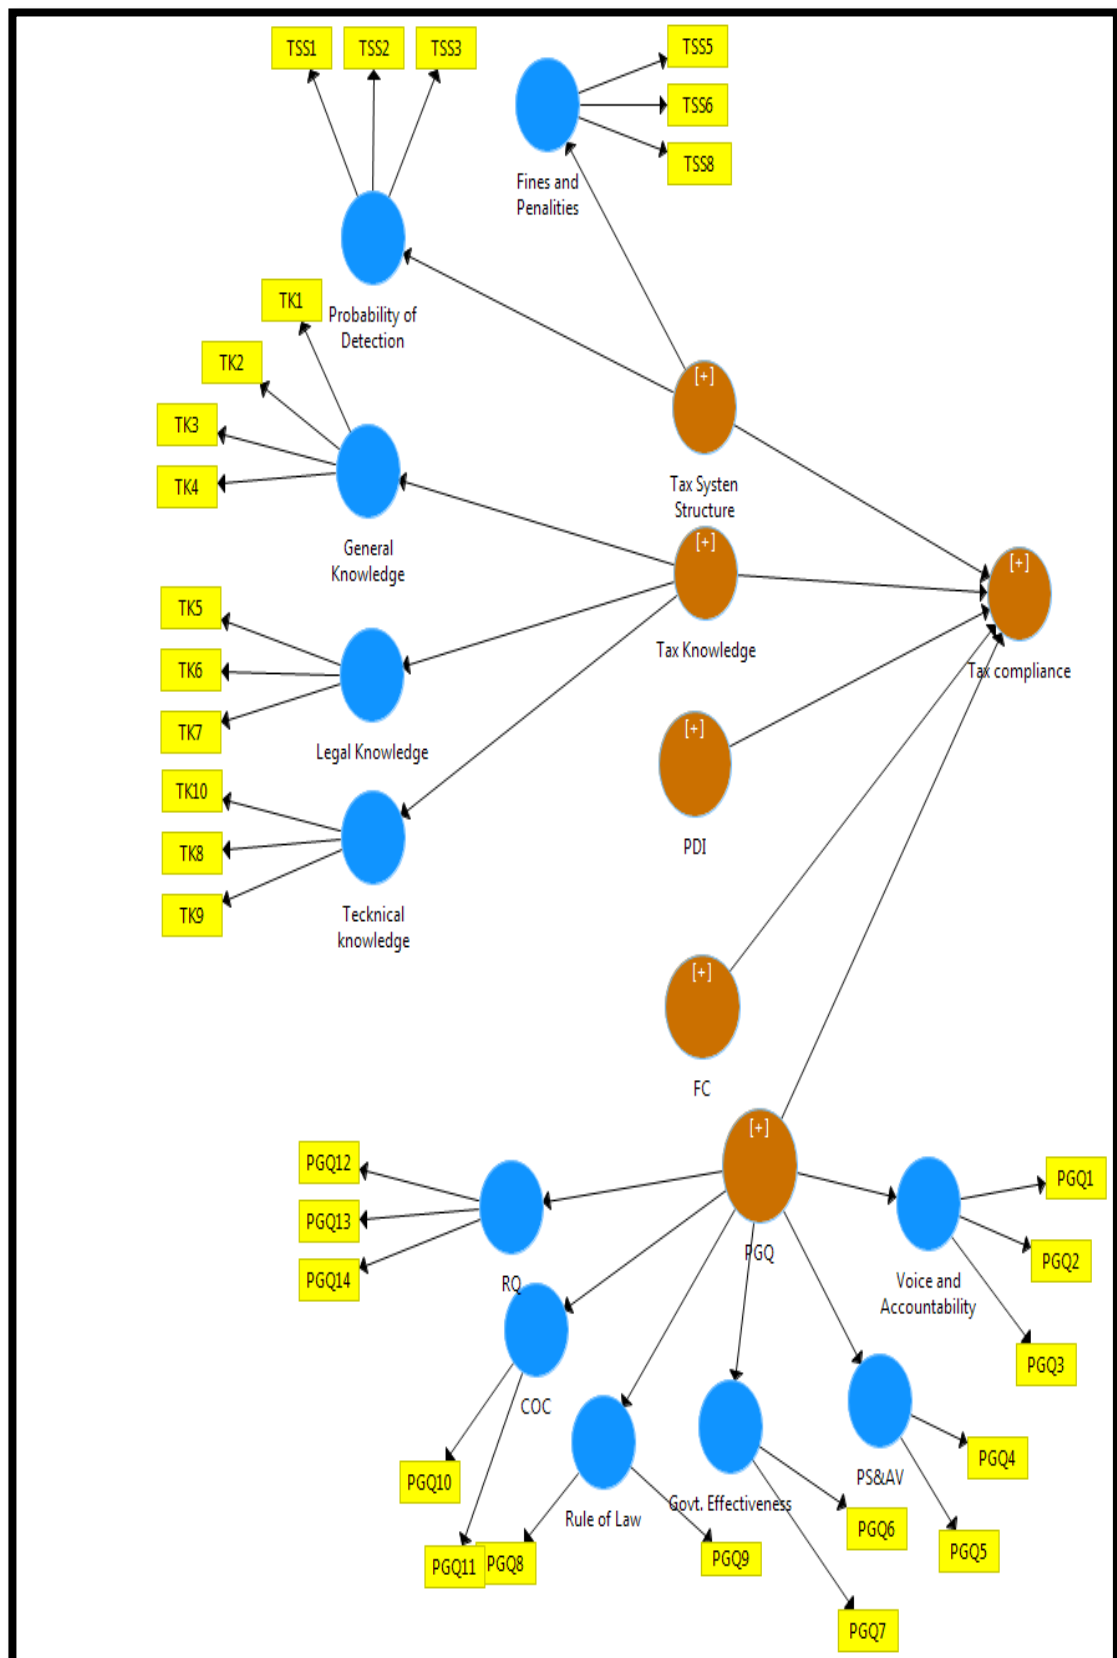 TSS1
TSS2
TSS3
TSS5
TSS6
TSS8
Fines and
Penalities
Probability of
Detection
TK1
TK2
TK3
TK4
General
Knowledge
[+]
Tax Systen
Structure
[+]
Tax Knowledge
[+]
Tax compliance
TK5
TK6
TK7
Legal Knowledge
TK10
TK8
TK9
Tecknical
knowledge
[+]
PDI
[+]
FC
[+]
PGQ
PGQ12
PGQ13
PGQ14
RQ
PGQ1
PGQ2
PGQ3
Voice and
Accountability
COC
PGQ10
PGQ11
PGQ8
Rule of Law
PGQ9
Govt. Effectiveness
PGQ6
PGQ7
PS&AV
PGQ4
PGQ5